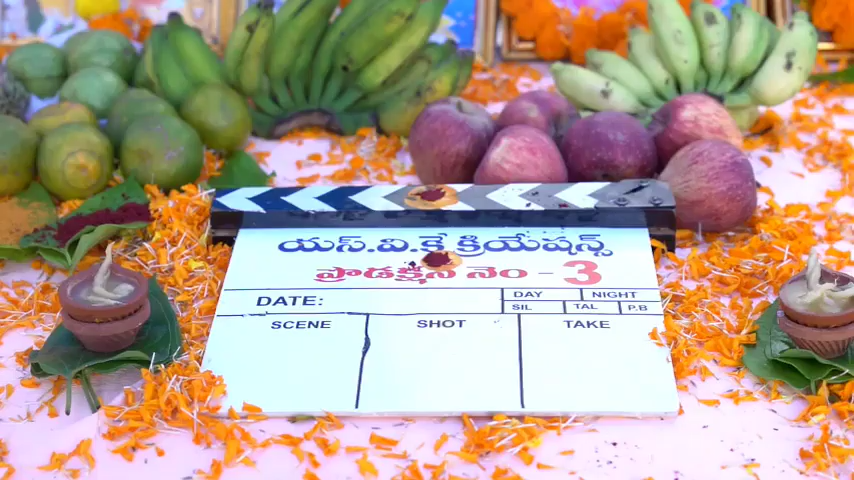 యస్.వి.కే క్రియేషన్స్
ప్రొడక్షన్ నెం - 3
DATE:
DAY NIGHT
SIL TAL P.B
SCENE SHOT TAKE